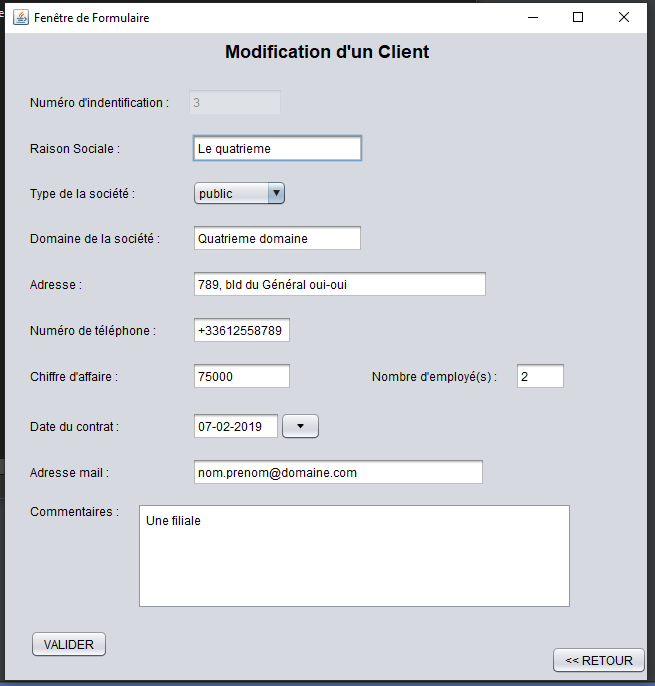 Fenêtre de Formulaire
Modification d'un Client
Numéro d'indentification : 3
Raison Sociale : Le quatrieme
Type de la société : public
Domaine de la société : Quatrieme domaine
Adresse : 789, bld du Général oui-oui
Numéro de téléphone : +33612558789
Chiffre d'affaire : 75000 Nombre d'employé(s) : 2
Date du contrat : 07-02-2019
Adresse mail : nom.prenom@domaine.com
Commentaires : Une filiale
VALIDER
<< RETOUR